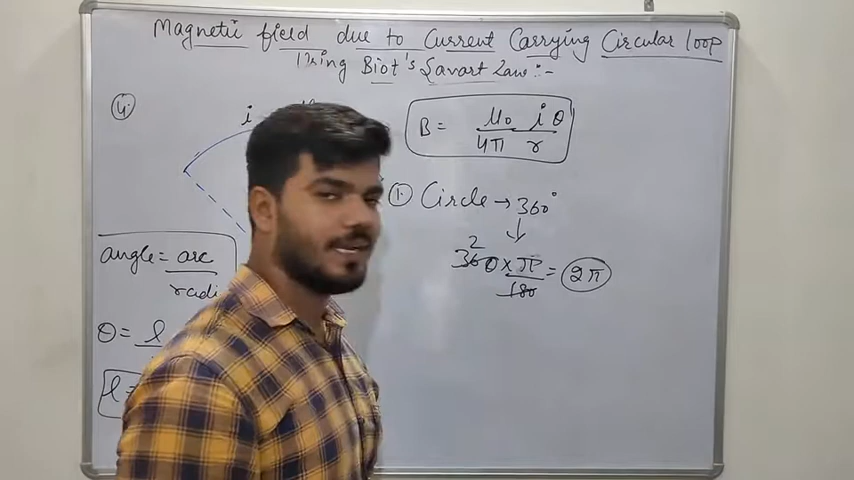 Magnetic field due to Current Carrying Circular loop
Using Biot's Savart Law :-
4.
i
B = μ₀/4π iθ/r
angle = arc
radi
θ = l
l =
1. Circle → 360°
↓
2
360 × π/180 = 2π